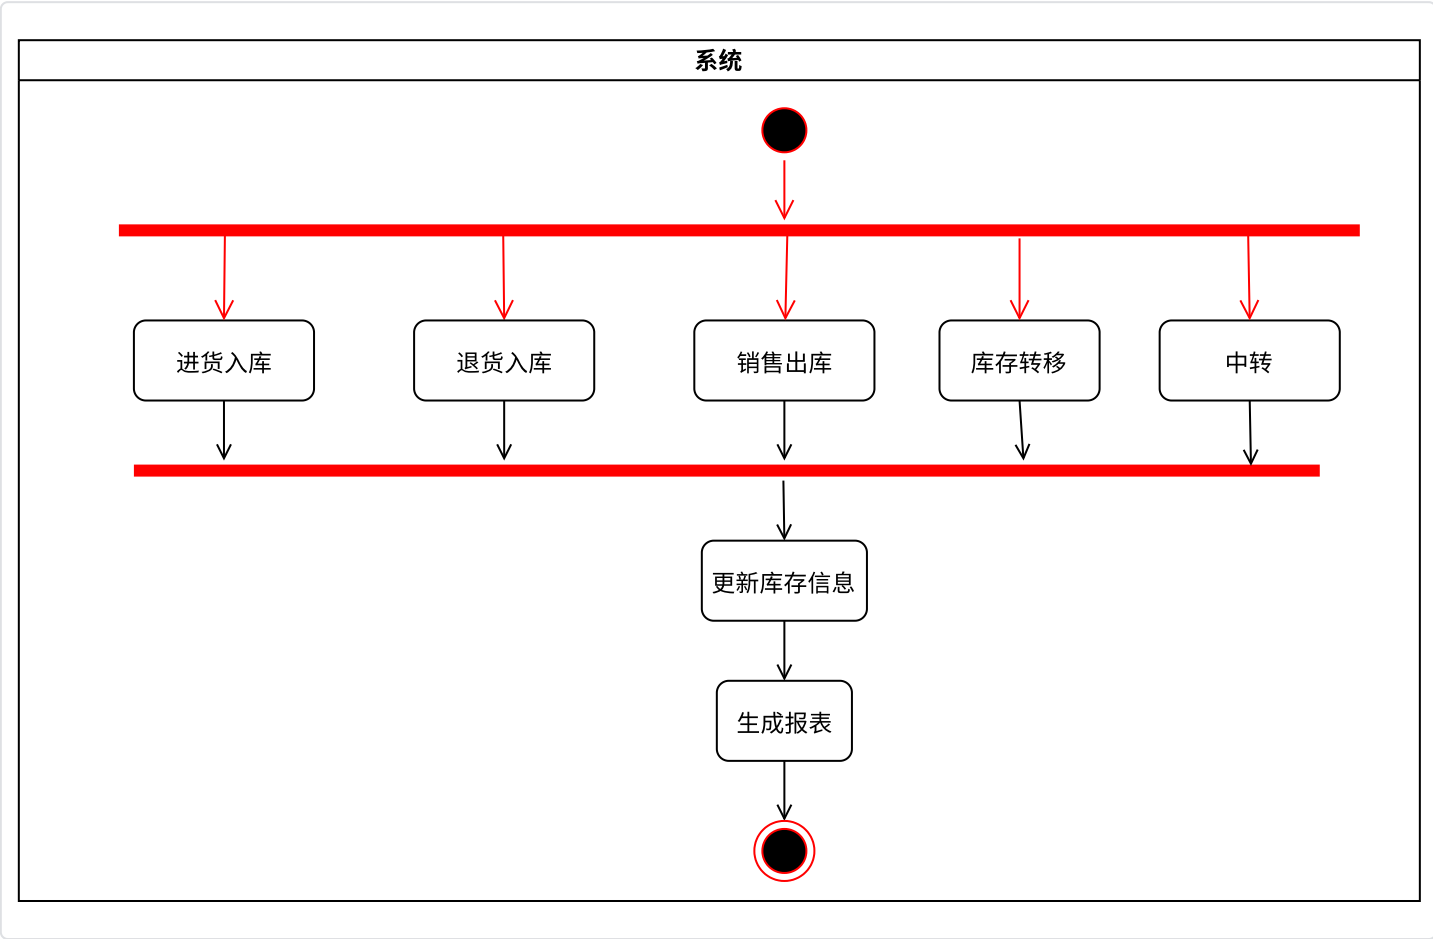 系统
进货入库
退货入库
销售出库
库存转移
中转
更新库存信息
生成报表